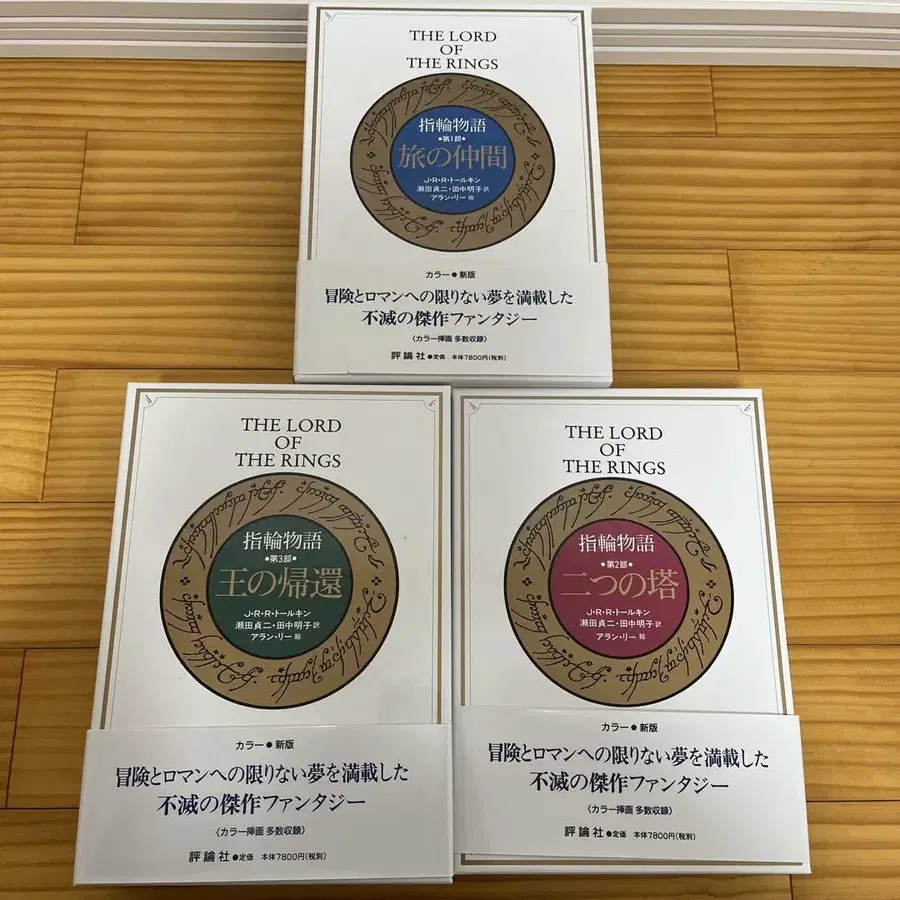 THE LORD
OF
THE RINGS
指輪物語
●第1部●
旅の仲間
J・R・R・トールキン
瀬田貞二・田中明子 訳
アラン・リー 絵
カラー●新版
冒険とロマンへの限りない夢を満載した
不滅の傑作ファンタジー
〈カラー挿画 多数収録〉
評論社 ●定価 本体7800円(税別)
THE LORD
OF
THE RINGS
指輪物語
●第3部●
王の帰還
J・R・R・トールキン
瀬田貞二・田中明子 訳
アラン・リー 絵
カラー●新版
冒険とロマンへの限りない夢を満載した
不滅の傑作ファンタジー
〈カラー挿画 多数収録〉
評論社 ●定価 本体7800円(税別)
THE LORD
OF
THE RINGS
指輪物語
●第2部●
二つの塔
J・R・R・トールキン
瀬田貞二・田中明子 訳
アラン・リー 絵
カラー●新版
冒険とロマンへの限りない夢を満載した
不滅の傑作ファンタジー
〈カラー挿画 多数収録〉
評論社 ●定価 本体7800円(税別)